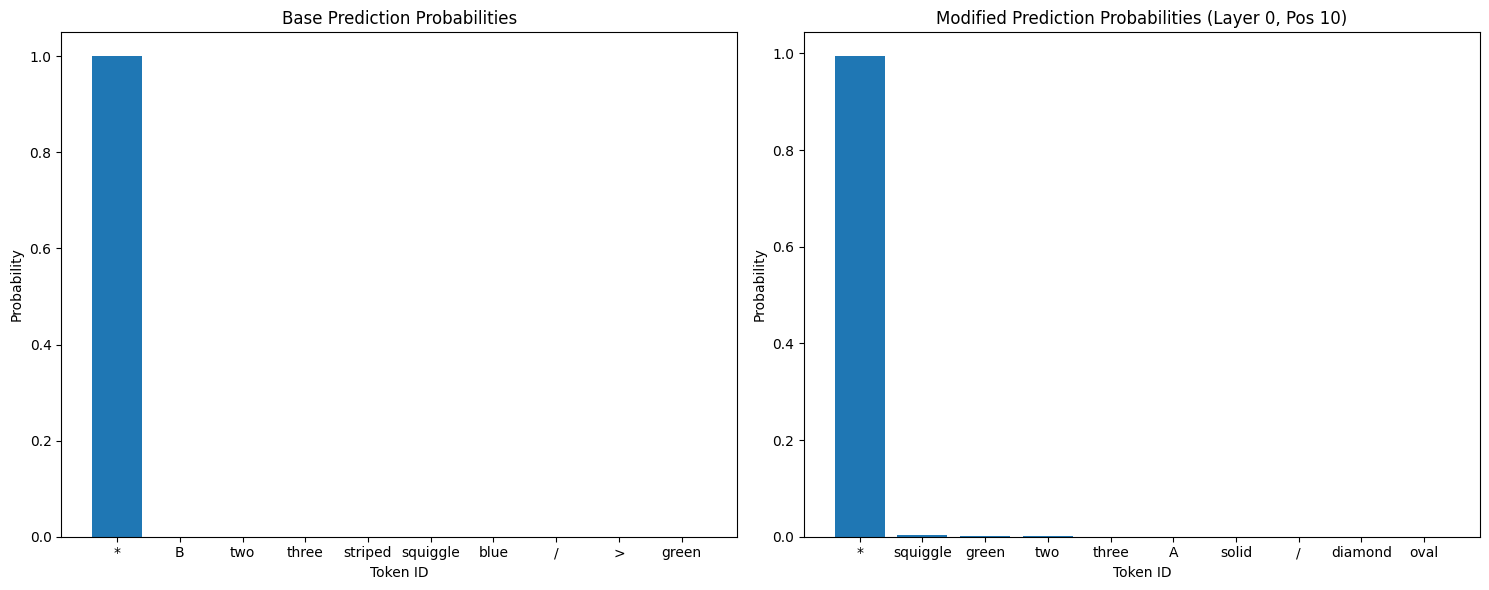 Base Prediction Probabilities
Probability
1.0
0.8
0.6
0.4
0.2
0.0
* B two three striped squiggle blue / > green
Token ID
Modified Prediction Probabilities (Layer 0, Pos 10)
Probability
1.0
0.8
0.6
0.4
0.2
0.0
* squiggle green two three A solid / diamond oval
Token ID